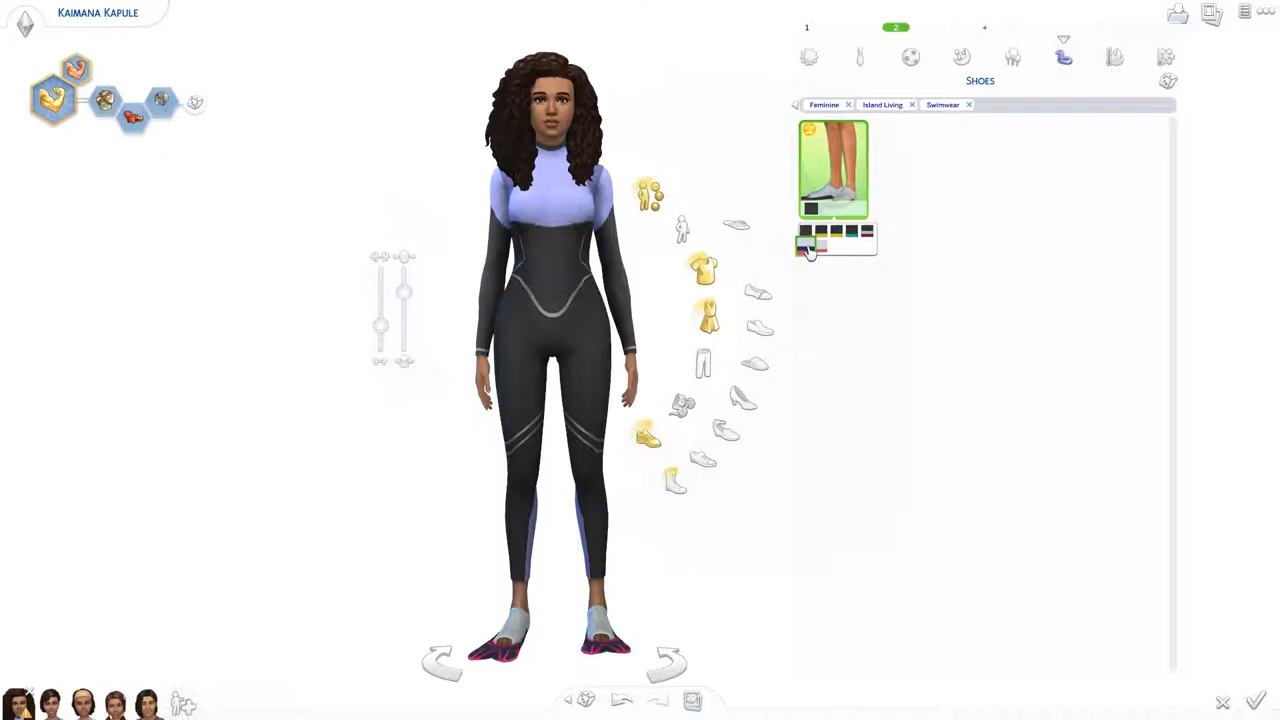 KAIMANA KAPULE
1
2
+
SHOES
Feminine
Island Living
Swimwear